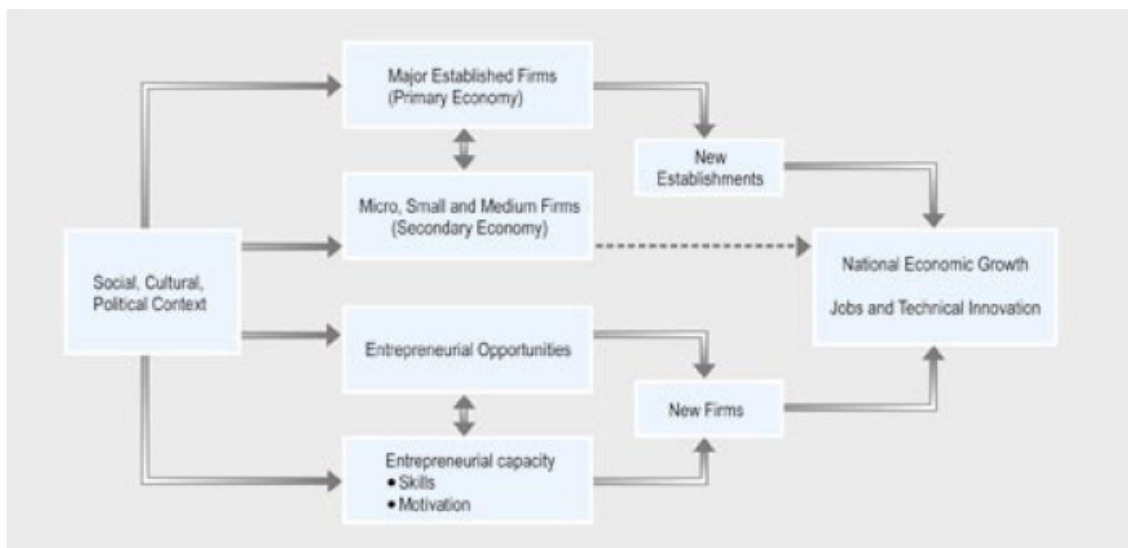 Major Established Firms
(Primary Economy)
New
Establishments
Micro, Small and Medium Firms
(Secondary Economy)
Social, Cultural,
Political Context
National Economic Growth
Jobs and Technical Innovation
Entrepreneurial Opportunities
New Firms
Entrepreneurial capacity
● Skills
● Motivation